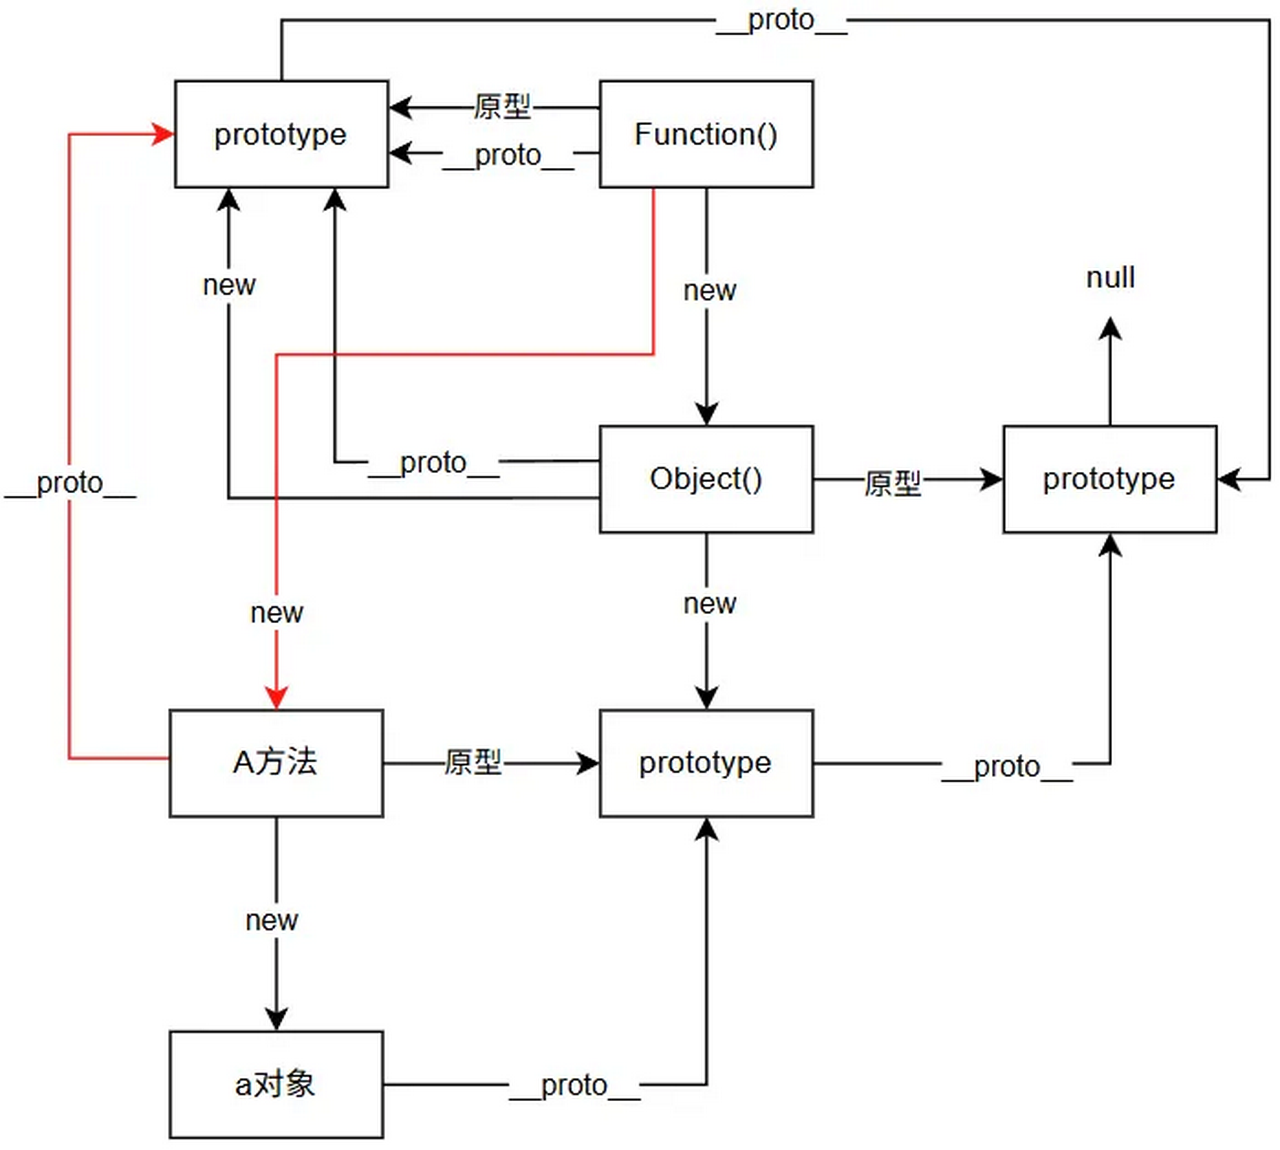 __proto__
prototype
原型
Function()
__proto__
new
new
null
__proto__
Object()
原型
prototype
__proto__
new
new
A方法
原型
prototype
__proto__
new
a对象
__proto__